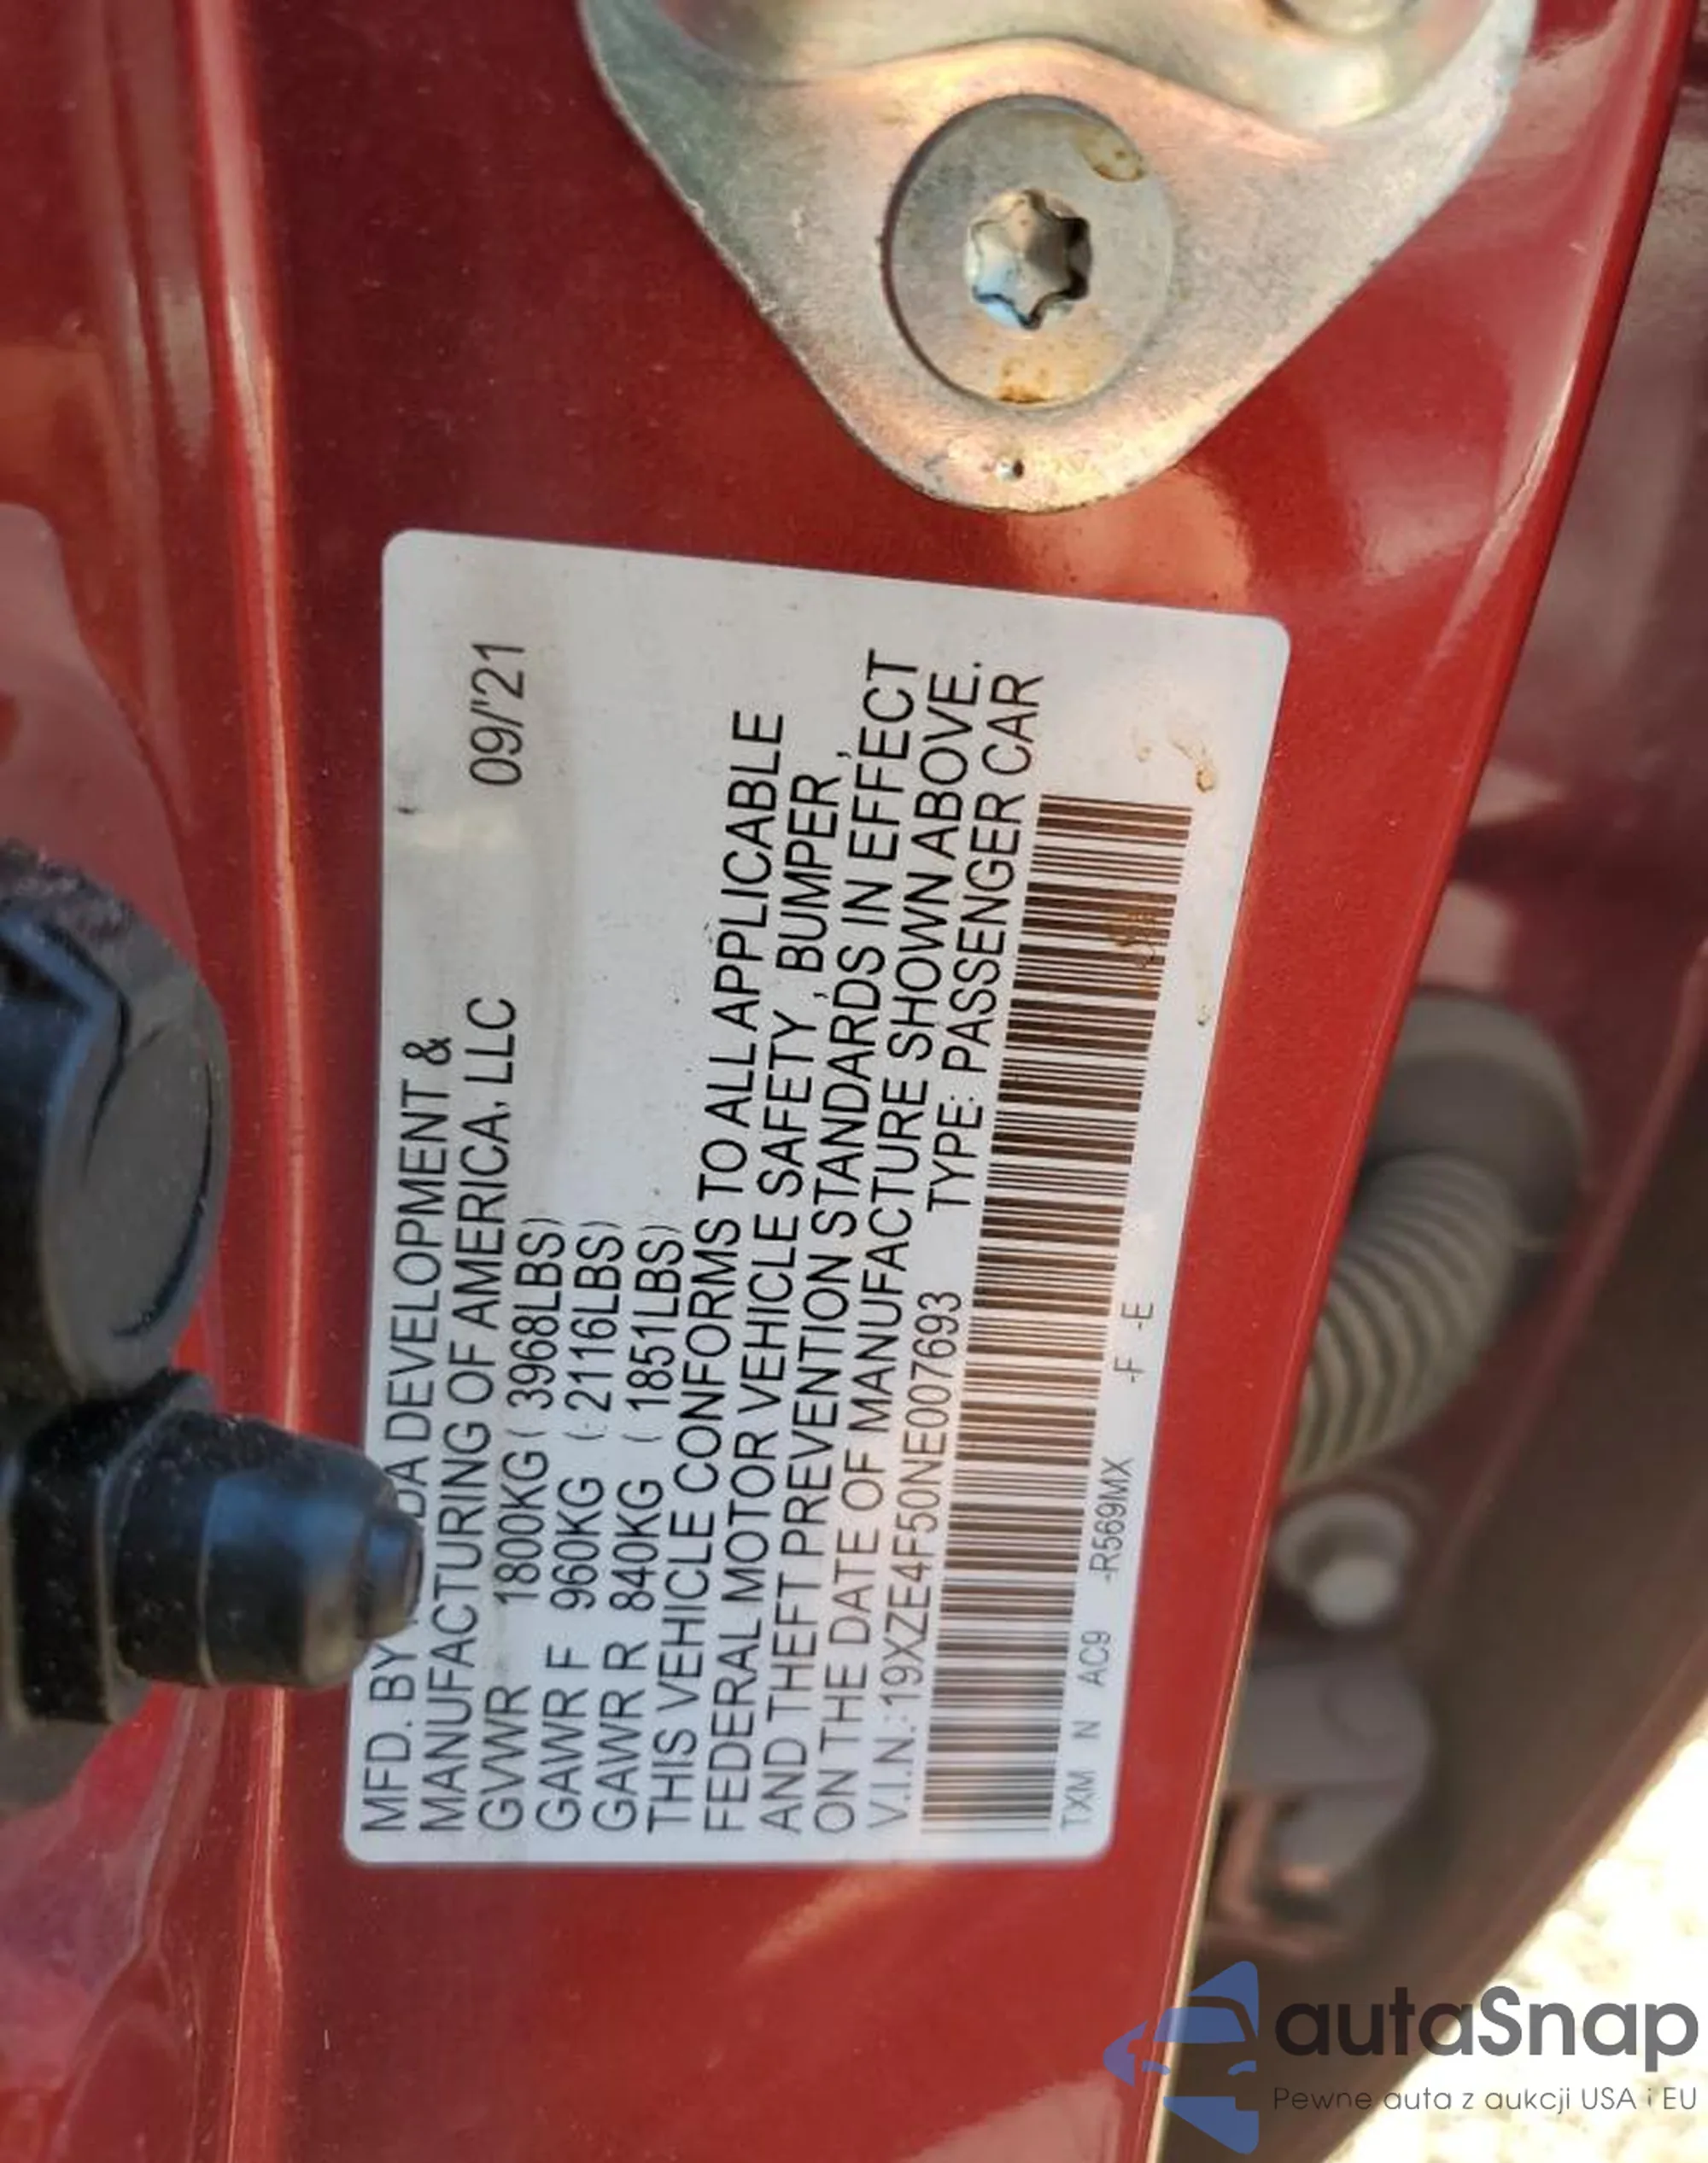 MFD. BY DA DEVELOPMENT &
MANUFACTURING OF AMERICA, LLC 09/'21
GVWR 1800KG ( 3968LBS)
GAWR F 960KG ( 2116LBS)
GAWR R 840KG ( 1851LBS)
THIS VEHICLE CONFORMS TO ALL APPLICABLE
FEDERAL MOTOR VEHICLE SAFETY , BUMPER ,
AND THEFT PREVENTION STANDARDS IN EFFECT
ON THE DATE OF MANUFACTURE SHOWN ABOVE.
V.I.N.: 19XZE4F50NE007693 TYPE: PASSENGER CAR
TXM N AC9 -R569MX -F -E
autaSnap
Pewne auta z aukcji USA i EU